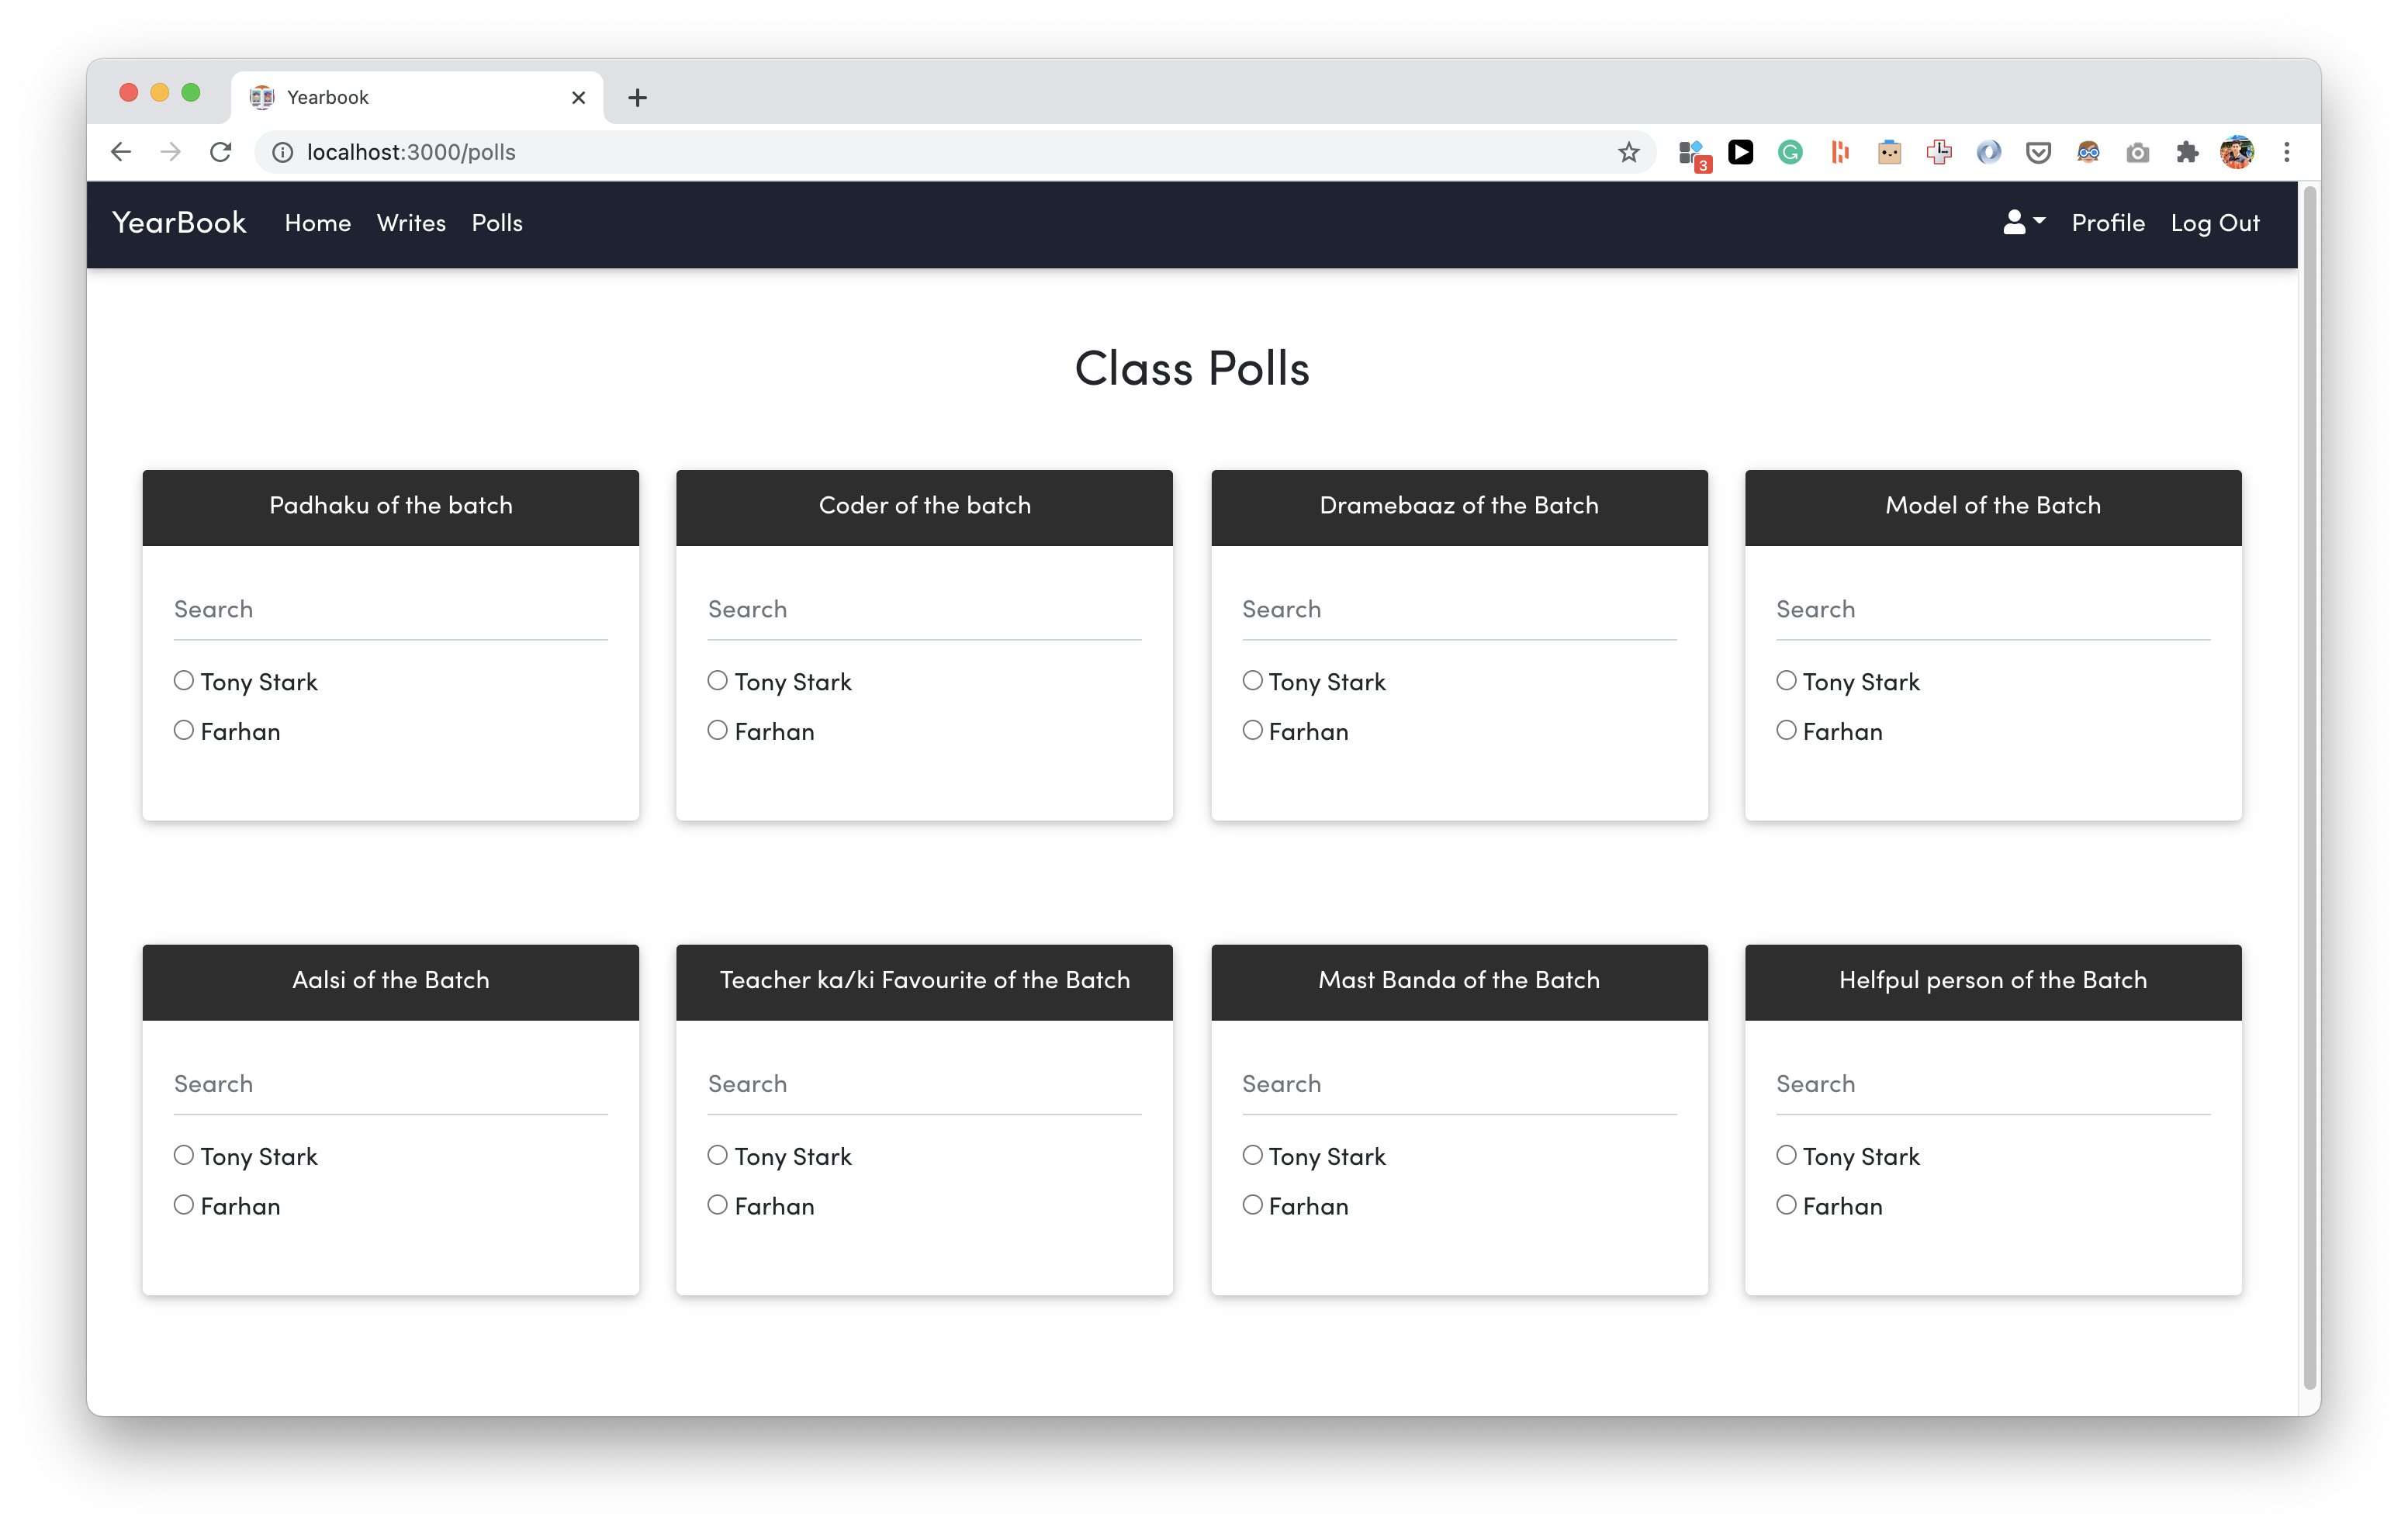 Yearbook
localhost:3000/polls
3
YearBook Home Writes Polls Profile Log Out
Class Polls
Padhaku of the batch
Search
Tony Stark
Farhan
Coder of the batch
Search
Tony Stark
Farhan
Dramebaaz of the Batch
Search
Tony Stark
Farhan
Model of the Batch
Search
Tony Stark
Farhan
Aalsi of the Batch
Search
Tony Stark
Farhan
Teacher ka/ki Favourite of the Batch
Search
Tony Stark
Farhan
Mast Banda of the Batch
Search
Tony Stark
Farhan
Helfpul person of the Batch
Search
Tony Stark
Farhan